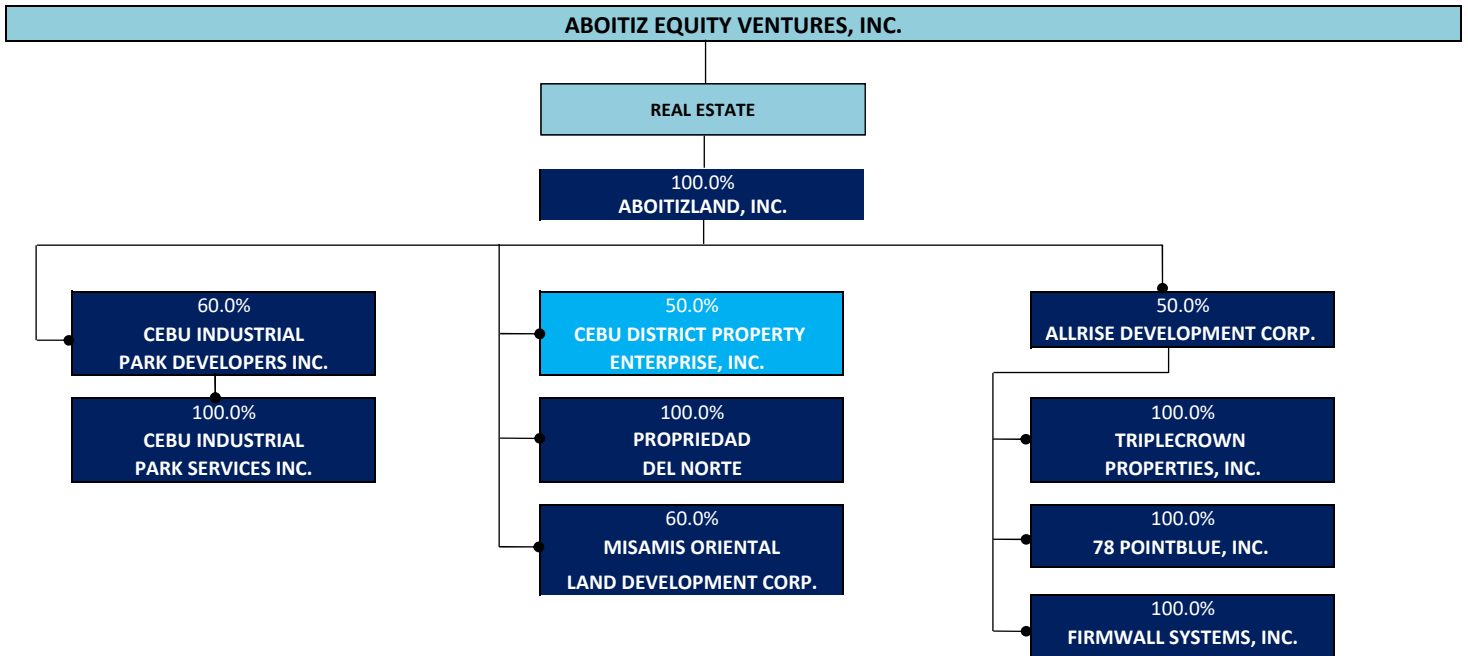 ABOITIZ EQUITY VENTURES, INC.
REAL ESTATE
100.0%
ABOITIZLAND, INC.
60.0%
CEBU INDUSTRIAL
PARK DEVELOPERS INC.
100.0%
CEBU INDUSTRIAL
PARK SERVICES INC.
50.0%
CEBU DISTRICT PROPERTY
ENTERPRISE, INC.
100.0%
PROPRIEDAD
DEL NORTE
60.0%
MISAMIS ORIENTAL
LAND DEVELOPMENT CORP.
50.0%
ALLRISE DEVELOPMENT CORP.
100.0%
TRIPLECROWN
PROPERTIES, INC.
100.0%
78 POINTBLUE, INC.
100.0%
FIRMWALL SYSTEMS, INC.